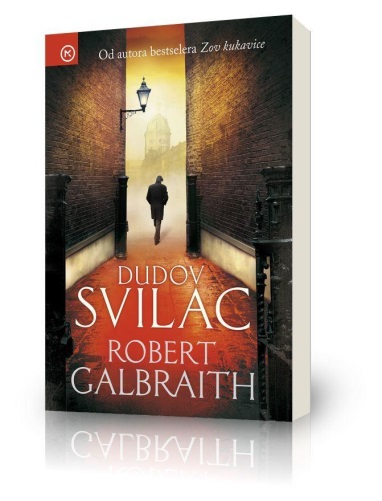 Od autora bestselera Zov kukavice
DUDOV
SVILAC
ROBERT
GALBRAITH